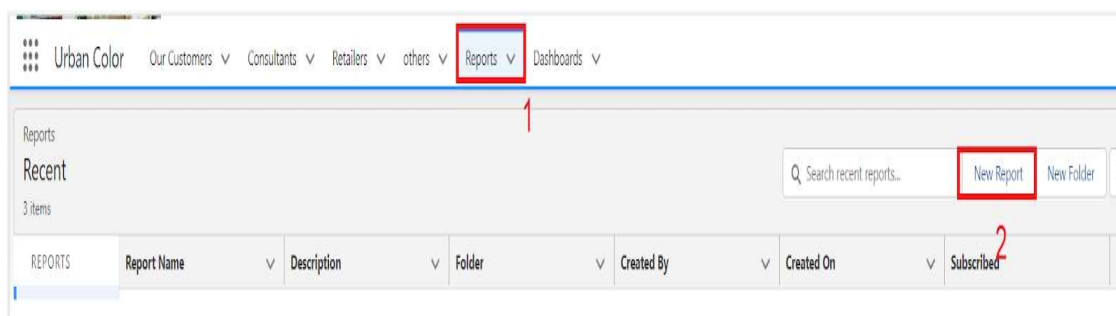 Urban Color Our Customers Consultants Retailers others Reports Dashboards
1
Reports
Recent
3 items
Search recent reports... New Report New Folder
2
REPORTS Report Name Description Folder Created By Created On Subscribed